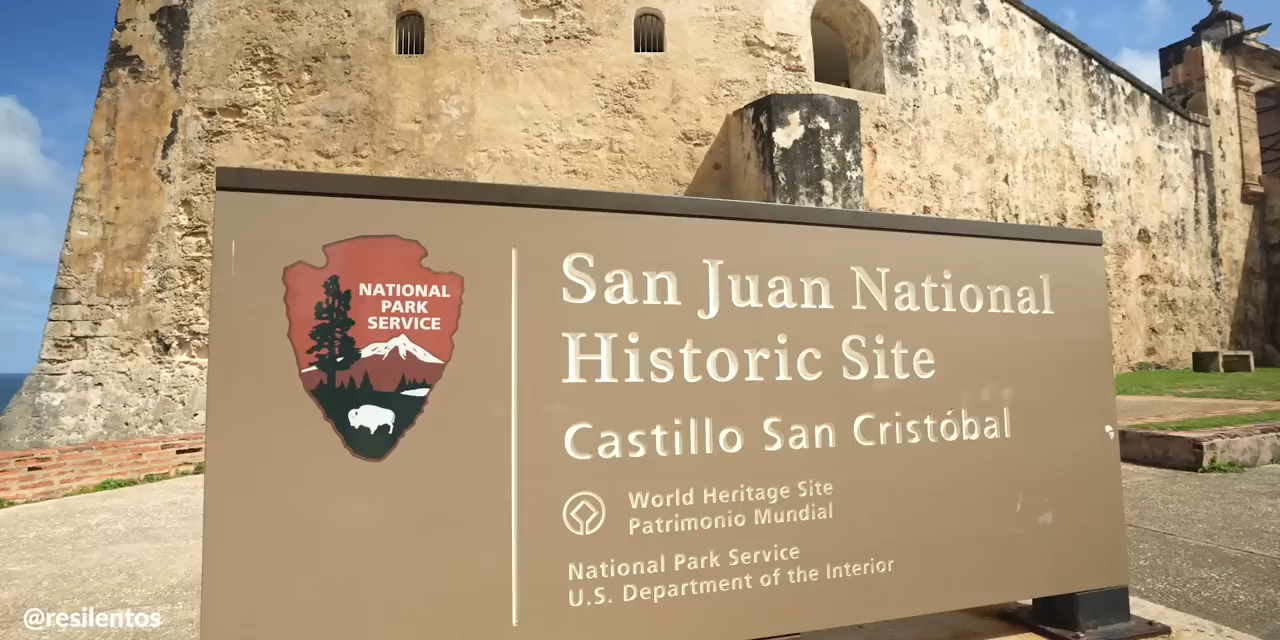 NATIONAL
PARK
SERVICE
San Juan National
Historic Site
Castillo San Cristóbal
World Heritage Site
Patrimonio Mundial
National Park Service
U.S. Department of the Interior
@resilentos